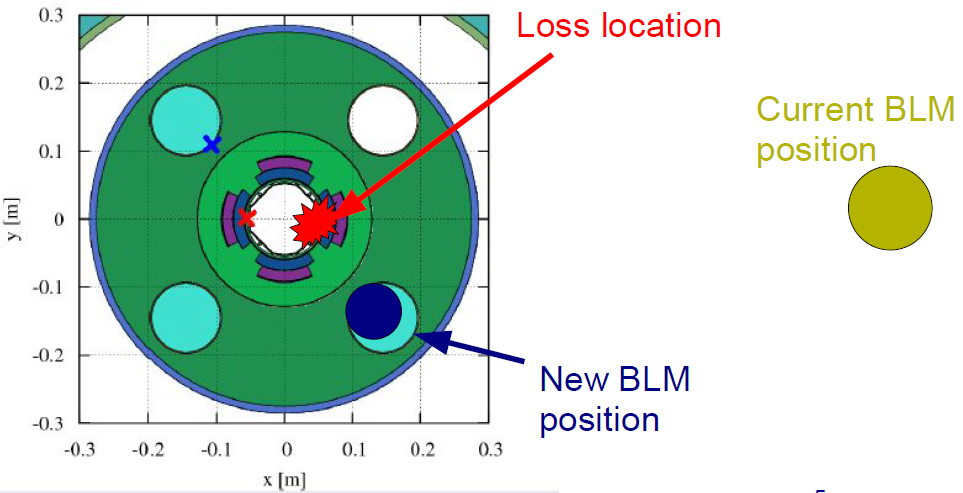 Loss location
0.3
0.2
0.1
0
-0.1
-0.2
-0.3
y [m]
-0.3
-0.2
-0.1
0
0.1
0.2
0.3
x [m]
Current BLM
position
New BLM
position